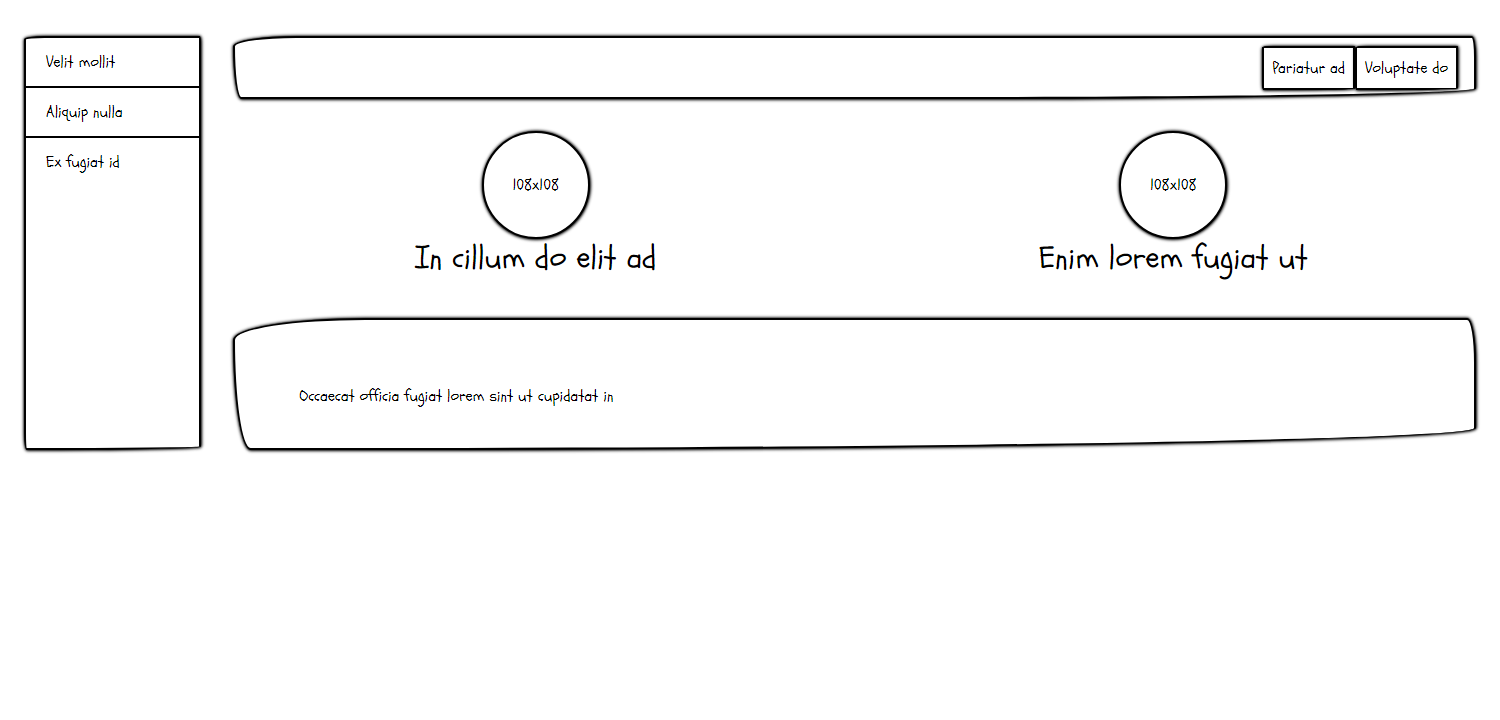 Velit mollit
Aliquip nulla
Ex fugiat id
Pariatur ad
Voluptate do
108x108
In cillum do elit ad
108x108
Enim lorem fugiat ut
Occaecat officia fugiat lorem sint ut cupidatat in